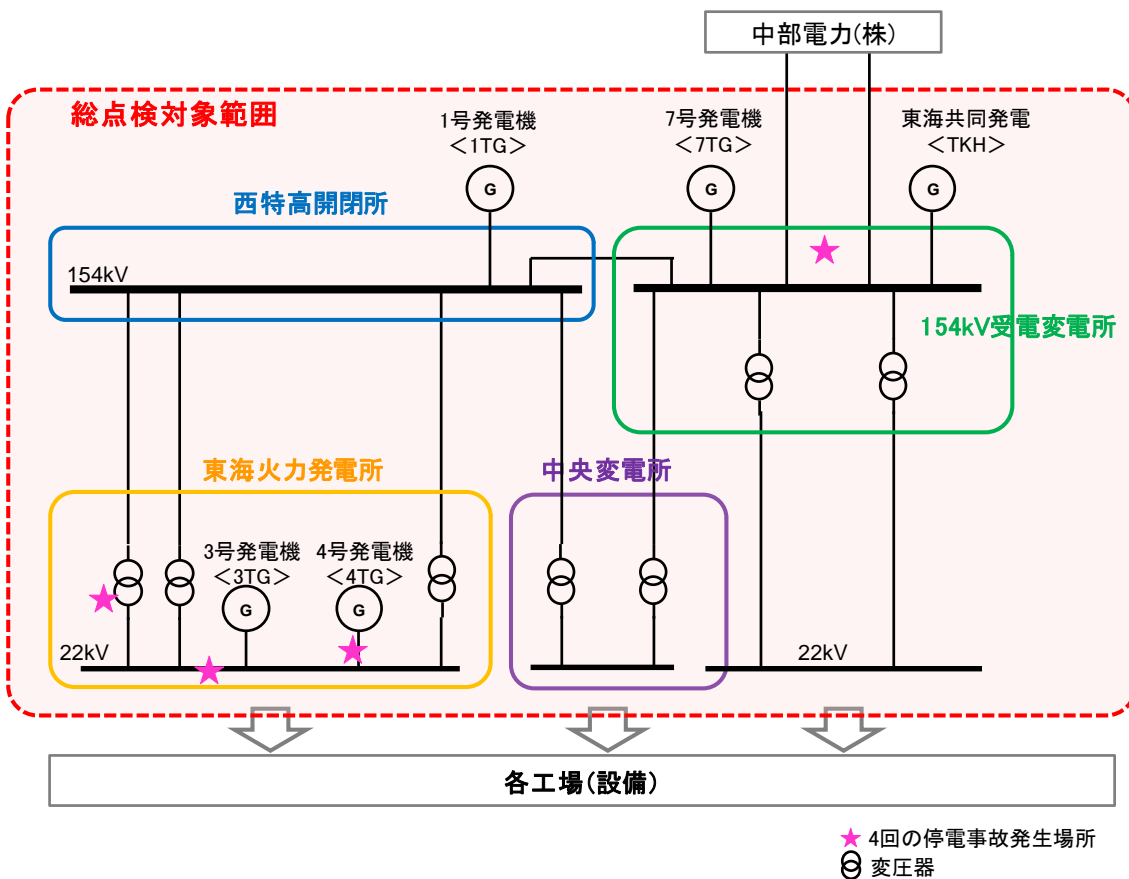 中部電力(株)
総点検対象範囲
1号発電機
<1TG>
7号発電機
<7TG>
東海共同発電
<TKH>
G
G
G
西特高開閉所
154kV
154kV受電変電所
東海火力発電所
中央変電所
3号発電機
<3TG>
4号発電機
<4TG>
G
G
22kV
22kV
各工場(設備)
★ 4回の停電事故発生場所
変圧器